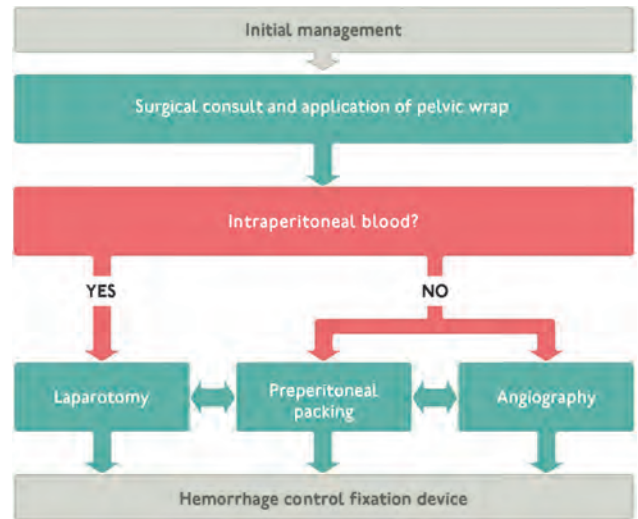 Initial management
Surgical consult and application of pelvic wrap
Intraperitoneal blood?
YES
NO
Laparotomy
Preperitoneal
packing
Angiography
Hemorrhage control fixation device